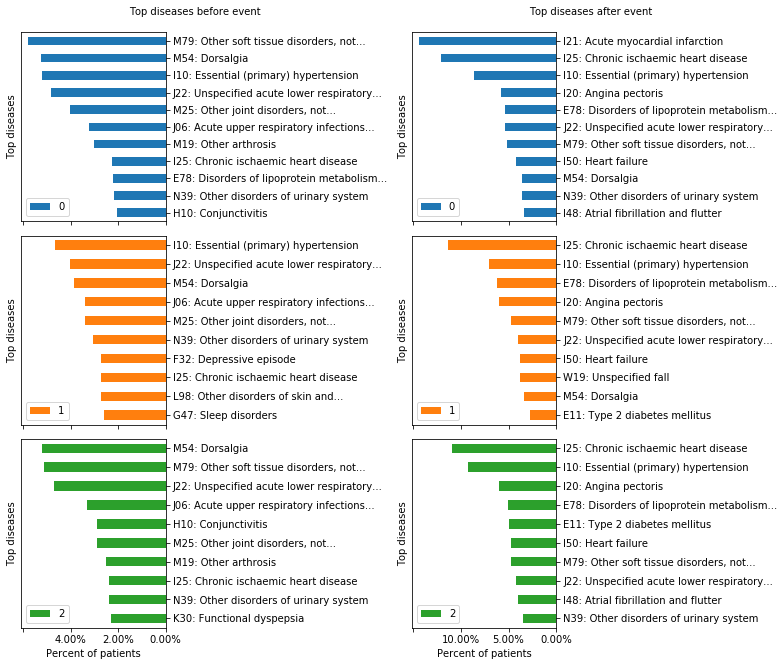 Top diseases before event
Top diseases
M79: Other soft tissue disorders, not...
M54: Dorsalgia
I10: Essential (primary) hypertension
J22: Unspecified acute lower respiratory...
M25: Other joint disorders, not...
J06: Acute upper respiratory infections...
M19: Other arthrosis
I25: Chronic ischaemic heart disease
E78: Disorders of lipoprotein metabolism...
N39: Other disorders of urinary system
H10: Conjunctivitis
0
Top diseases
I10: Essential (primary) hypertension
J22: Unspecified acute lower respiratory...
M54: Dorsalgia
J06: Acute upper respiratory infections...
M25: Other joint disorders, not...
N39: Other disorders of urinary system
F32: Depressive episode
I25: Chronic ischaemic heart disease
L98: Other disorders of skin and...
G47: Sleep disorders
1
Top diseases
M54: Dorsalgia
M79: Other soft tissue disorders, not...
J22: Unspecified acute lower respiratory...
J06: Acute upper respiratory infections...
H10: Conjunctivitis
M25: Other joint disorders, not...
M19: Other arthrosis
I25: Chronic ischaemic heart disease
N39: Other disorders of urinary system
K30: Functional dyspepsia
2
4.00% 2.00% 0.00%
Percent of patients
Top diseases after event
Top diseases
I21: Acute myocardial infarction
I25: Chronic ischaemic heart disease
I10: Essential (primary) hypertension
I20: Angina pectoris
E78: Disorders of lipoprotein metabolism...
J22: Unspecified acute lower respiratory...
M79: Other soft tissue disorders, not...
I50: Heart failure
M54: Dorsalgia
N39: Other disorders of urinary system
I48: Atrial fibrillation and flutter
0
Top diseases
I25: Chronic ischaemic heart disease
I10: Essential (primary) hypertension
E78: Disorders of lipoprotein metabolism...
I20: Angina pectoris
M79: Other soft tissue disorders, not...
J22: Unspecified acute lower respiratory...
I50: Heart failure
W19: Unspecified fall
M54: Dorsalgia
E11: Type 2 diabetes mellitus
1
Top diseases
I25: Chronic ischaemic heart disease
I10: Essential (primary) hypertension
I20: Angina pectoris
E78: Disorders of lipoprotein metabolism...
E11: Type 2 diabetes mellitus
I50: Heart failure
M79: Other soft tissue disorders, not...
J22: Unspecified acute lower respiratory...
I48: Atrial fibrillation and flutter
N39: Other disorders of urinary system
2
10.00% 5.00% 0.00%
Percent of patients